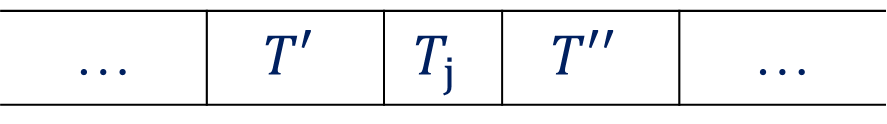 … T′ Tj T′′ …